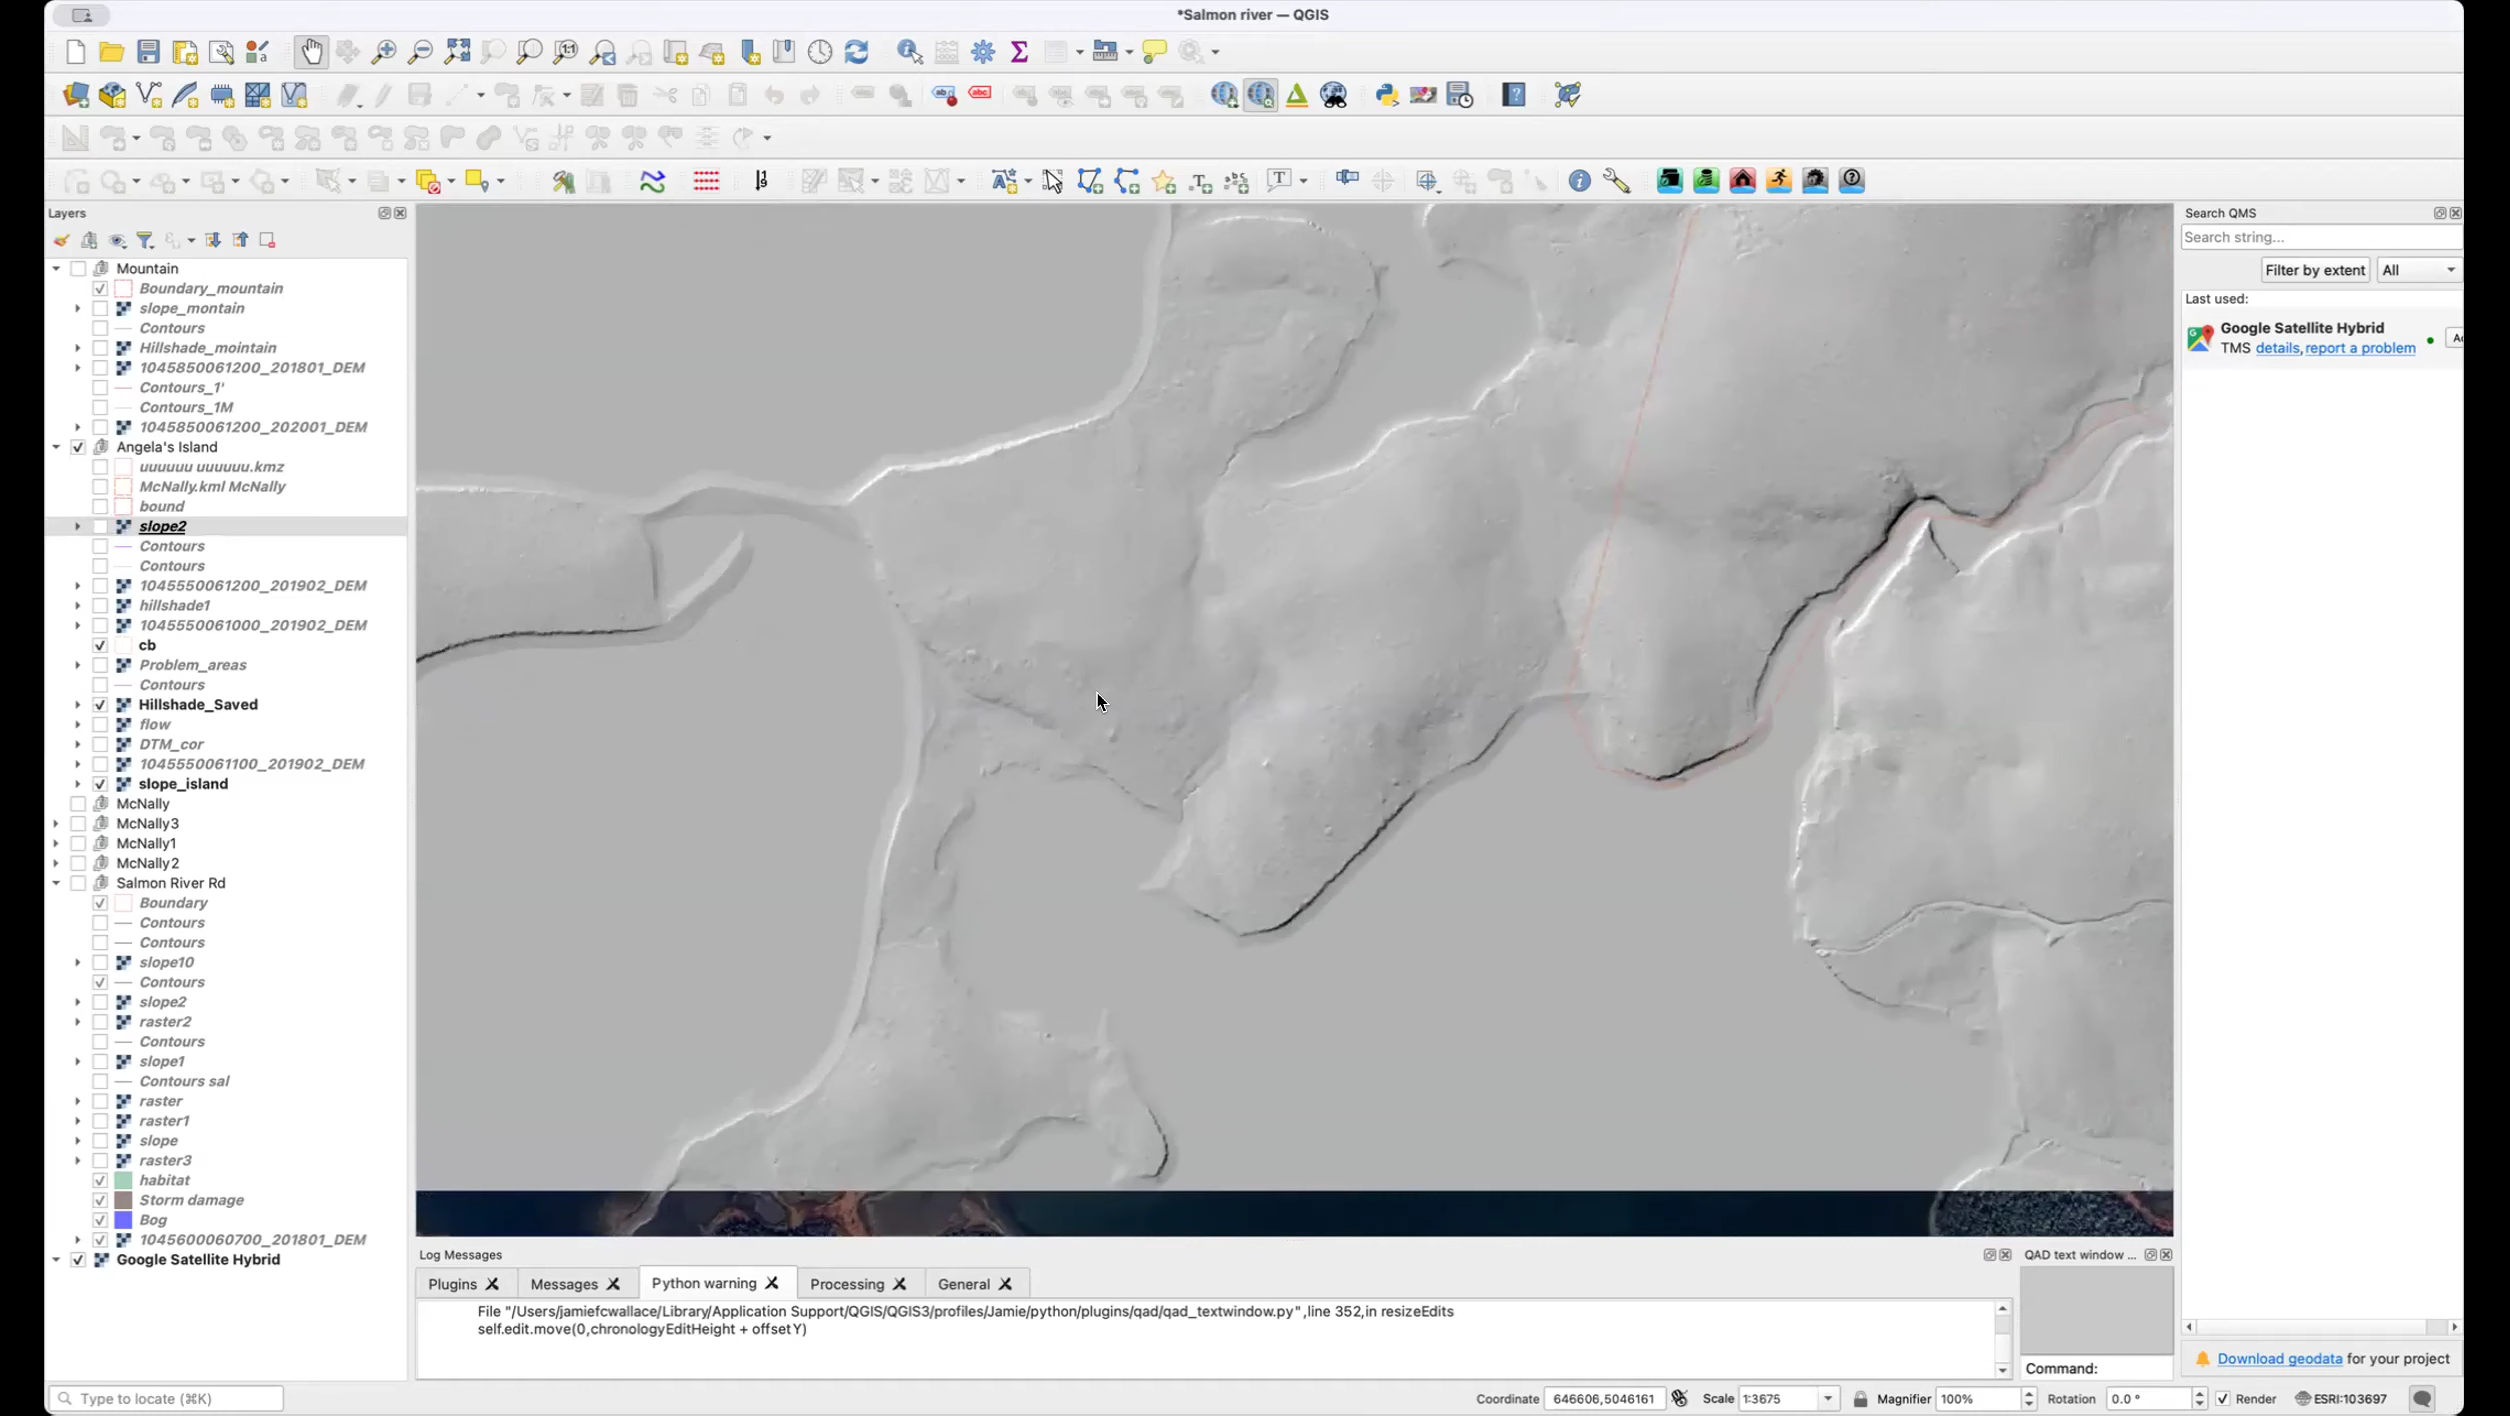 *Salmon river — QGIS
Layers
Mountain
Boundary_mountain
slope_montain
Contours
Hillshade_mointain
1045850061200_201801_DEM
Contours_1'
Contours_1M
1045850061200_202001_DEM
Angela's Island
uuuuuu uuuuuu.kmz
McNally.kml McNally
bound
slope2
Contours
Contours
1045550061200_201902_DEM
hillshade1
1045550061000_201902_DEM
cb
Problem_areas
Contours
Hillshade_Saved
flow
DTM_cor
1045550061100_201902_DEM
slope_island
McNally
McNally3
McNally1
McNally2
Salmon River Rd
Boundary
Contours
Contours
slope10
Contours
slope2
raster2
Contours
slope1
Contours sal
raster
raster1
slope
raster3
habitat
Storm damage
Bog
1045600060700_201801_DEM
Google Satellite Hybrid
Search QMS
Search string...
Filter by extent All
Last used:
Google Satellite Hybrid
TMS details, report a problem
Log Messages
Plugins Messages Python warning Processing General
File "/Users/jamiefcwallace/Library/Application Support/QGIS/QGIS3/profiles/Jamie/python/plugins/qad/qad_textwindow.py",line 352,in resizeEdits
self.edit.move(0,chronologyEditHeight + offsetY)
QAD text window ...
Command:
Download geodata for your project
Type to locate (⌘K)
Coordinate 646606,5046161 Scale 1:3675 Magnifier 100% Rotation 0.0 ° Render ESRI:103697